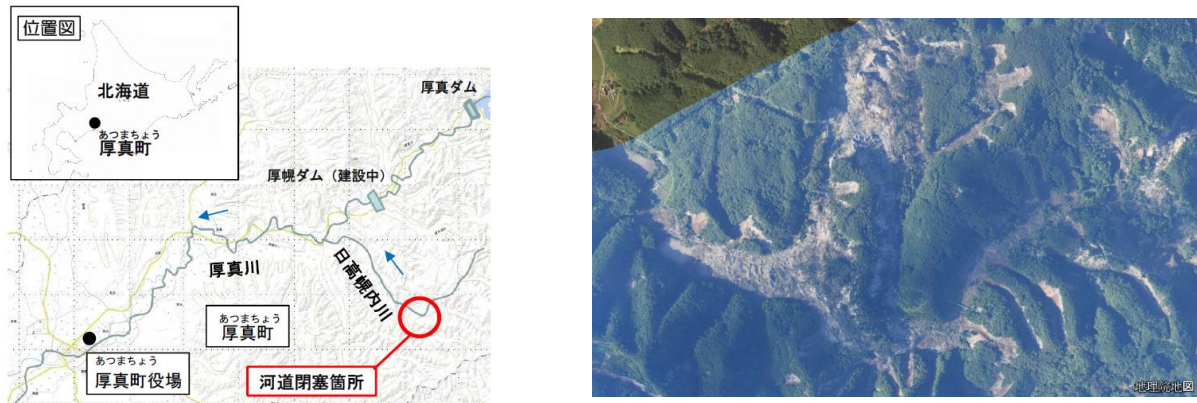 位置図
北海道
あつまちょう
厚真町
厚真ダム
厚幌ダム（建設中）
厚真川
日高幌内川
あつまちょう
厚真町
あつまちょう
厚真町役場
河道閉塞箇所
地理院地図